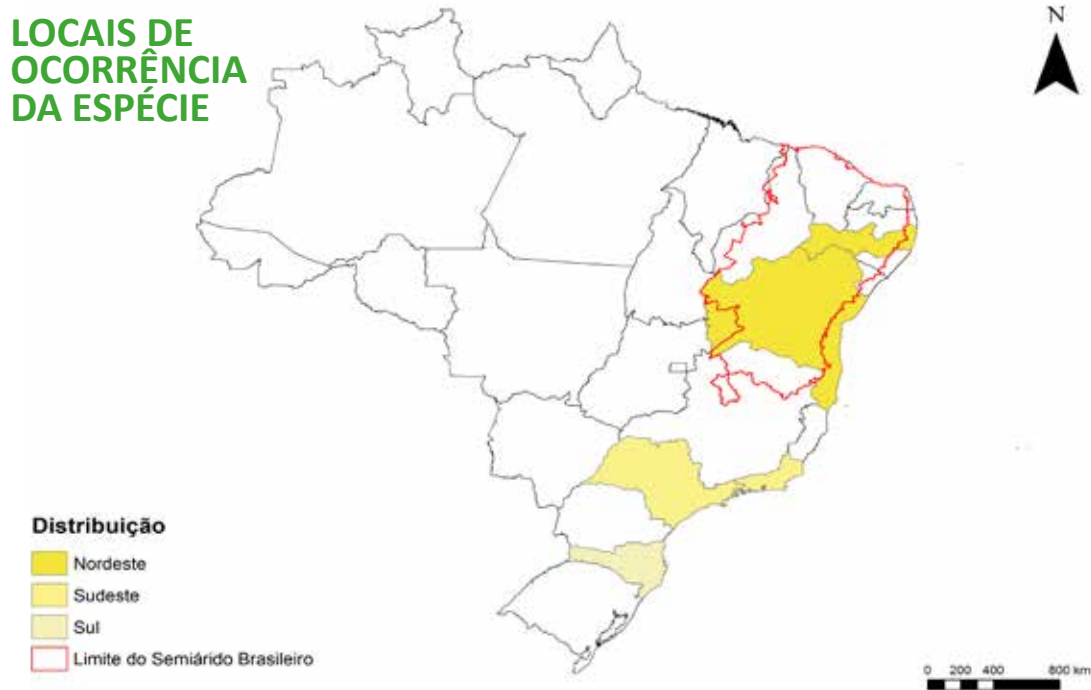 LOCAIS DE
OCORRÊNCIA
DA ESPÉCIE
N
Distribuição
Nordeste
Sudeste
Sul
Limite do Semiárido Brasileiro
0 200 400 800 km